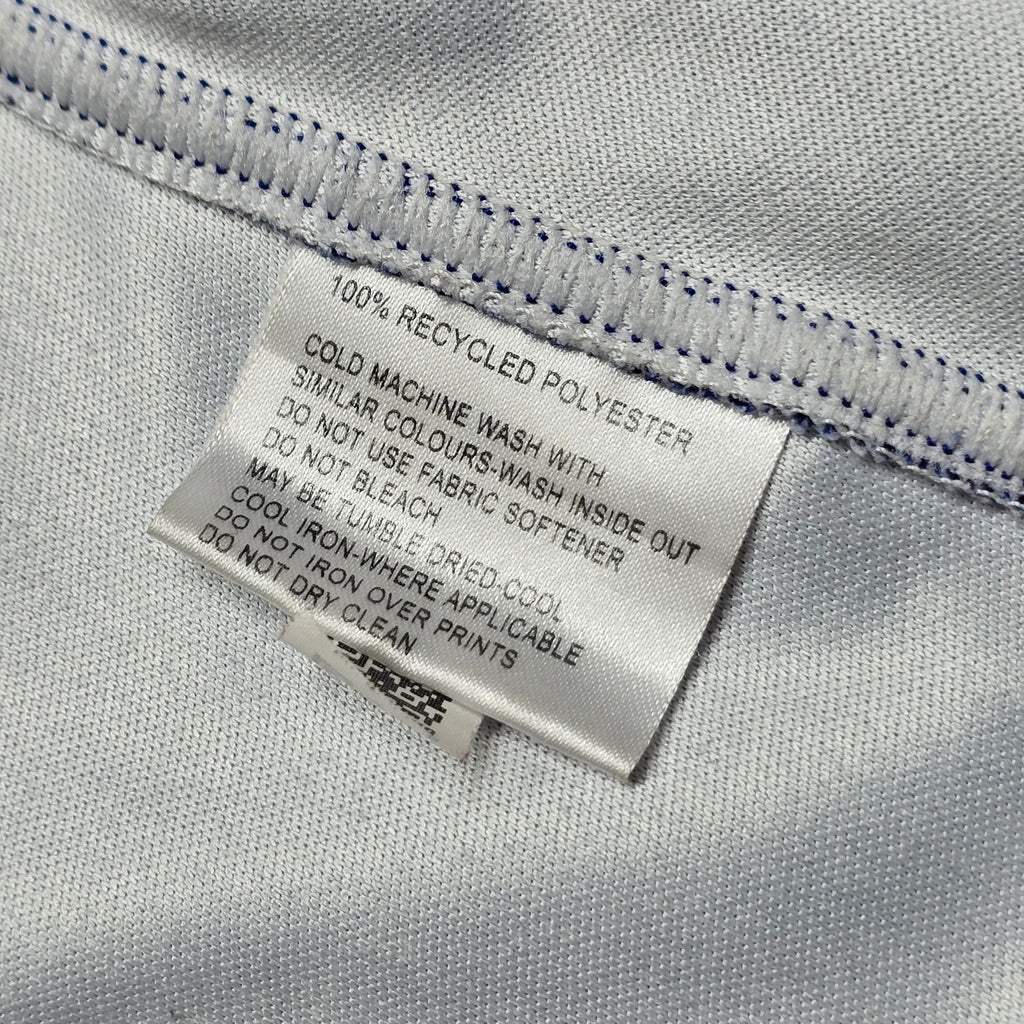 100% RECYCLED POLYESTER
COLD MACHINE WASH WITH
SIMILAR COLOURS-WASH INSIDE OUT
DO NOT USE FABRIC SOFTENER
DO NOT BLEACH
MAY BE TUMBLE DRIED-COOL
COOL IRON-WHERE APPLICABLE
DO NOT IRON OVER PRINTS
DO NOT DRY CLEAN